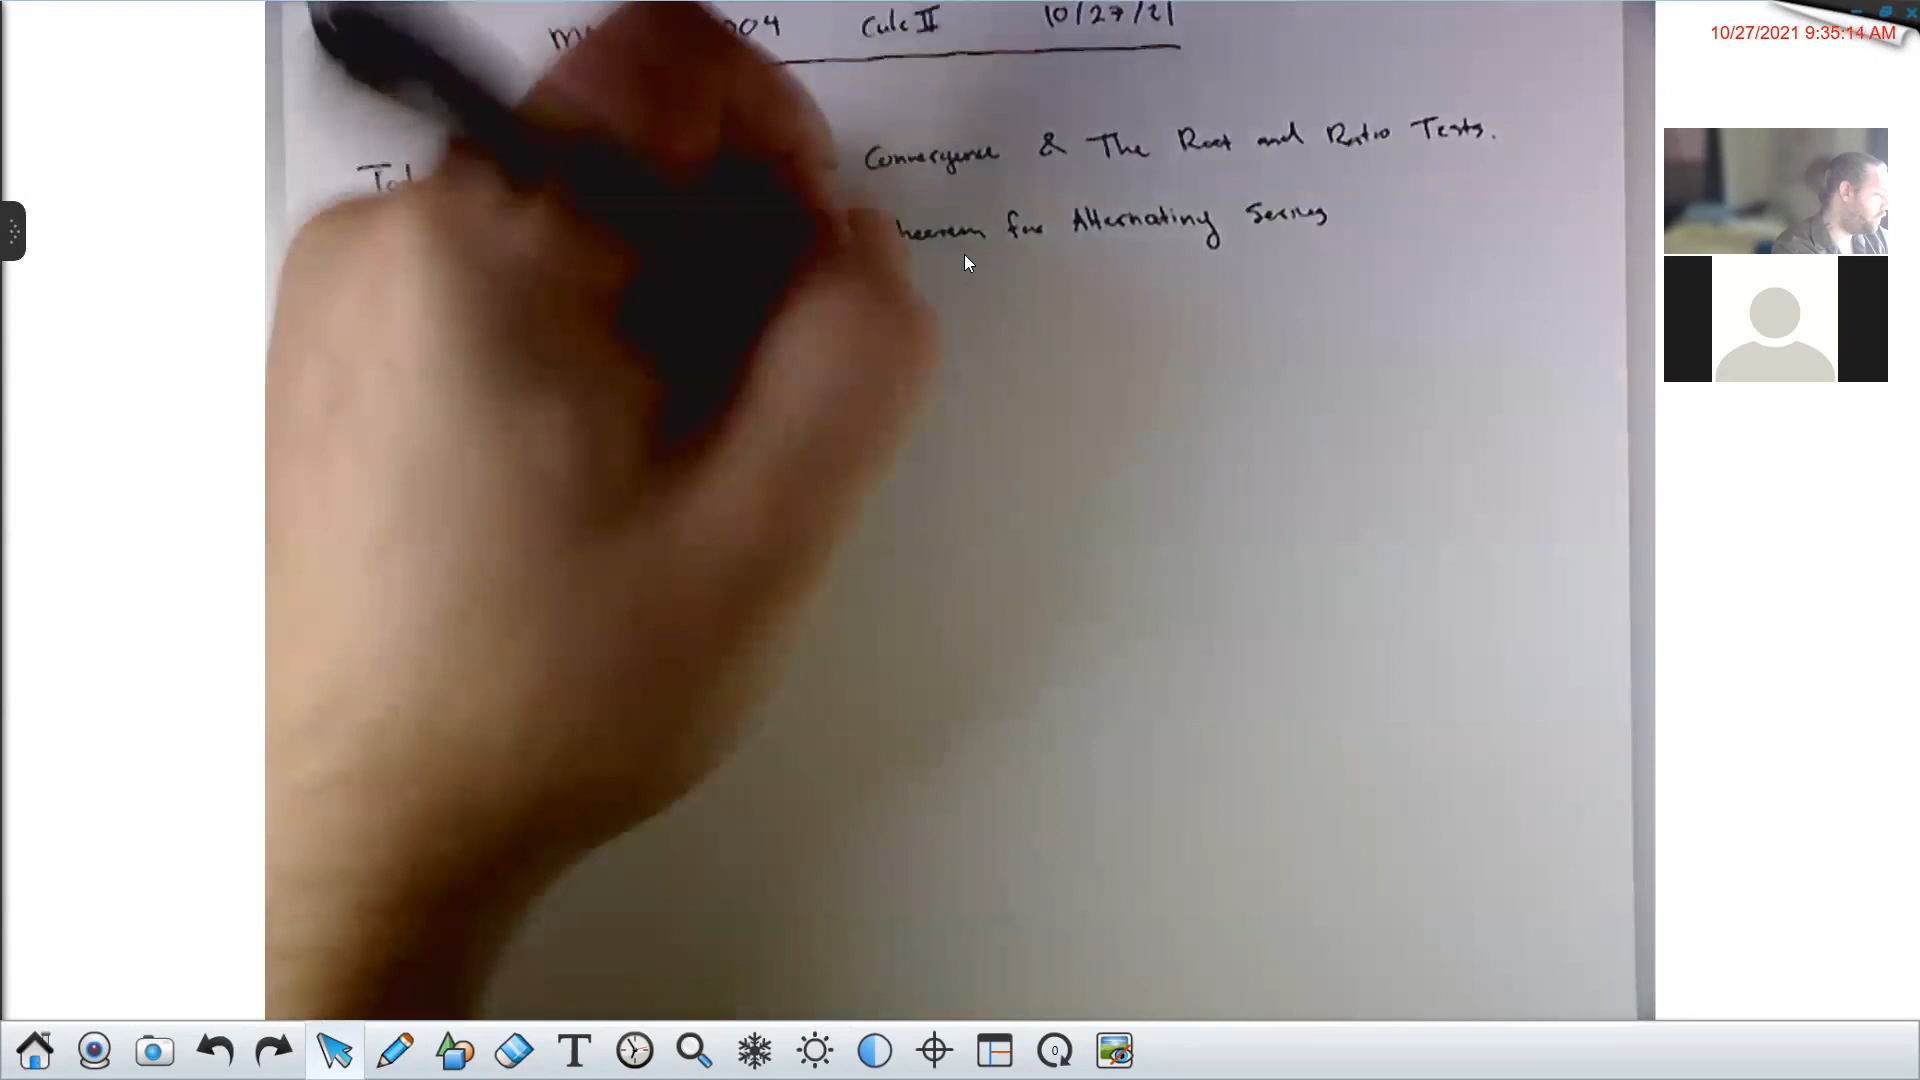 004 Calc II 10/27/21
10/27/2021 9:35:14 AM
Convergence & The Root and Ratio Tests.
heorem for Alternating Series